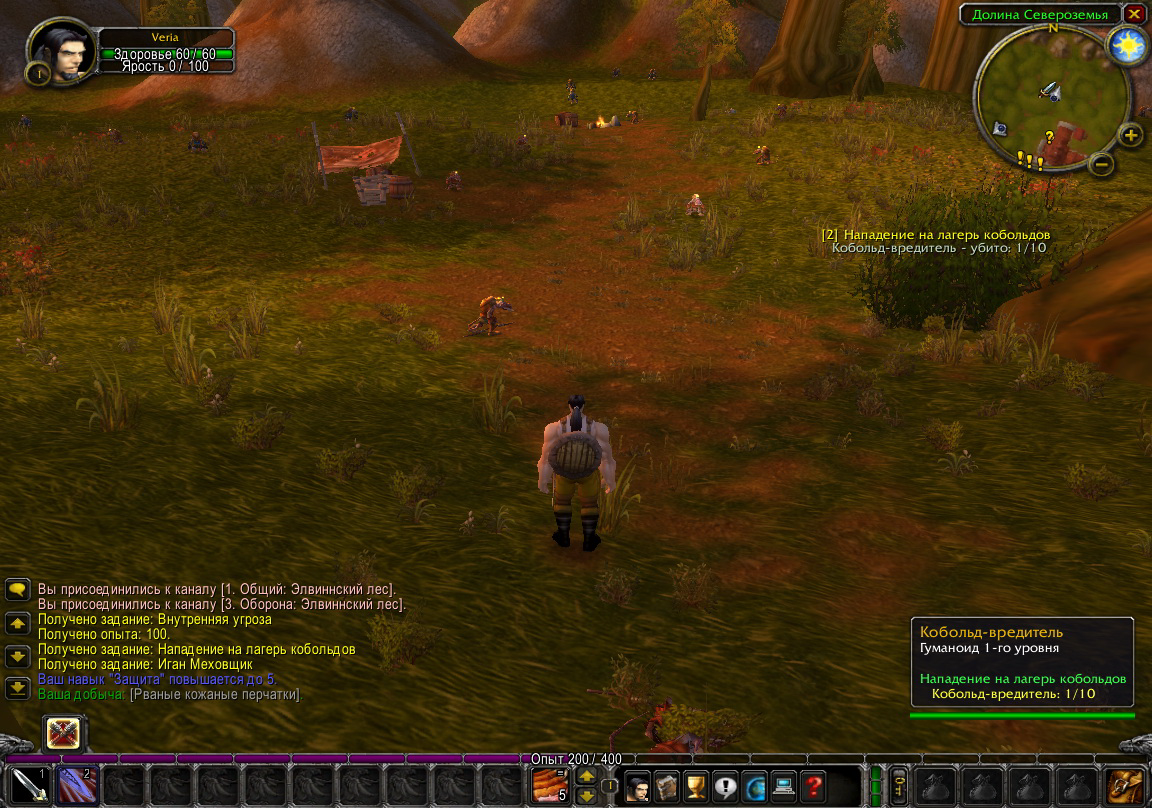 Veria
Здоровье 60 / 60
Ярость 0 / 100
1
Долина Североземья
N
[2] Нападение на лагерь кобольдов
Кобольд-вредитель - убито: 1/10
Вы присоединились к каналу [1. Общий: Элвиннский лес].
Вы присоединились к каналу [3. Оборона: Элвиннский лес].
Получено задание: Внутренняя угроза
Получено опыта: 100.
Получено задание: Нападение на лагерь кобольдов
Получено задание: Иган Меховщик
Ваш навык "Защита" повышается до 5.
Ваша добыча: [Рваные кожаные перчатки]
Кобольд-вредитель
Гуманоид 1-го уровня
Нападение на лагерь кобольдов
Кобольд-вредитель: 1/10
Опыт 200 / 400
1
2
=
5
1